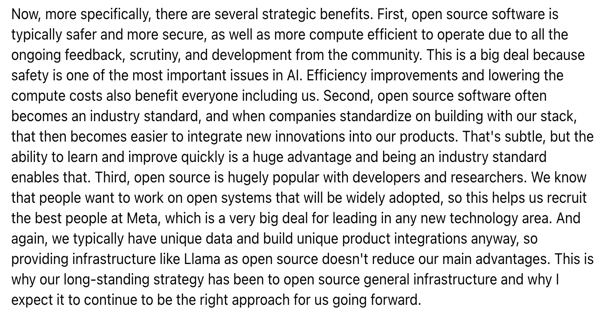 Now, more specifically, there are several strategic benefits. First, open source software is
typically safer and more secure, as well as more compute efficient to operate due to all the
ongoing feedback, scrutiny, and development from the community. This is a big deal because
safety is one of the most important issues in AI. Efficiency improvements and lowering the
compute costs also benefit everyone including us. Second, open source software often
becomes an industry standard, and when companies standardize on building with our stack,
that then becomes easier to integrate new innovations into our products. That's subtle, but the
ability to learn and improve quickly is a huge advantage and being an industry standard
enables that. Third, open source is hugely popular with developers and researchers. We know
that people want to work on open systems that will be widely adopted, so this helps us recruit
the best people at Meta, which is a very big deal for leading in any new technology area. And
again, we typically have unique data and build unique product integrations anyway, so
providing infrastructure like Llama as open source doesn't reduce our main advantages. This is
why our long-standing strategy has been to open source general infrastructure and why I
expect it to continue to be the right approach for us going forward.